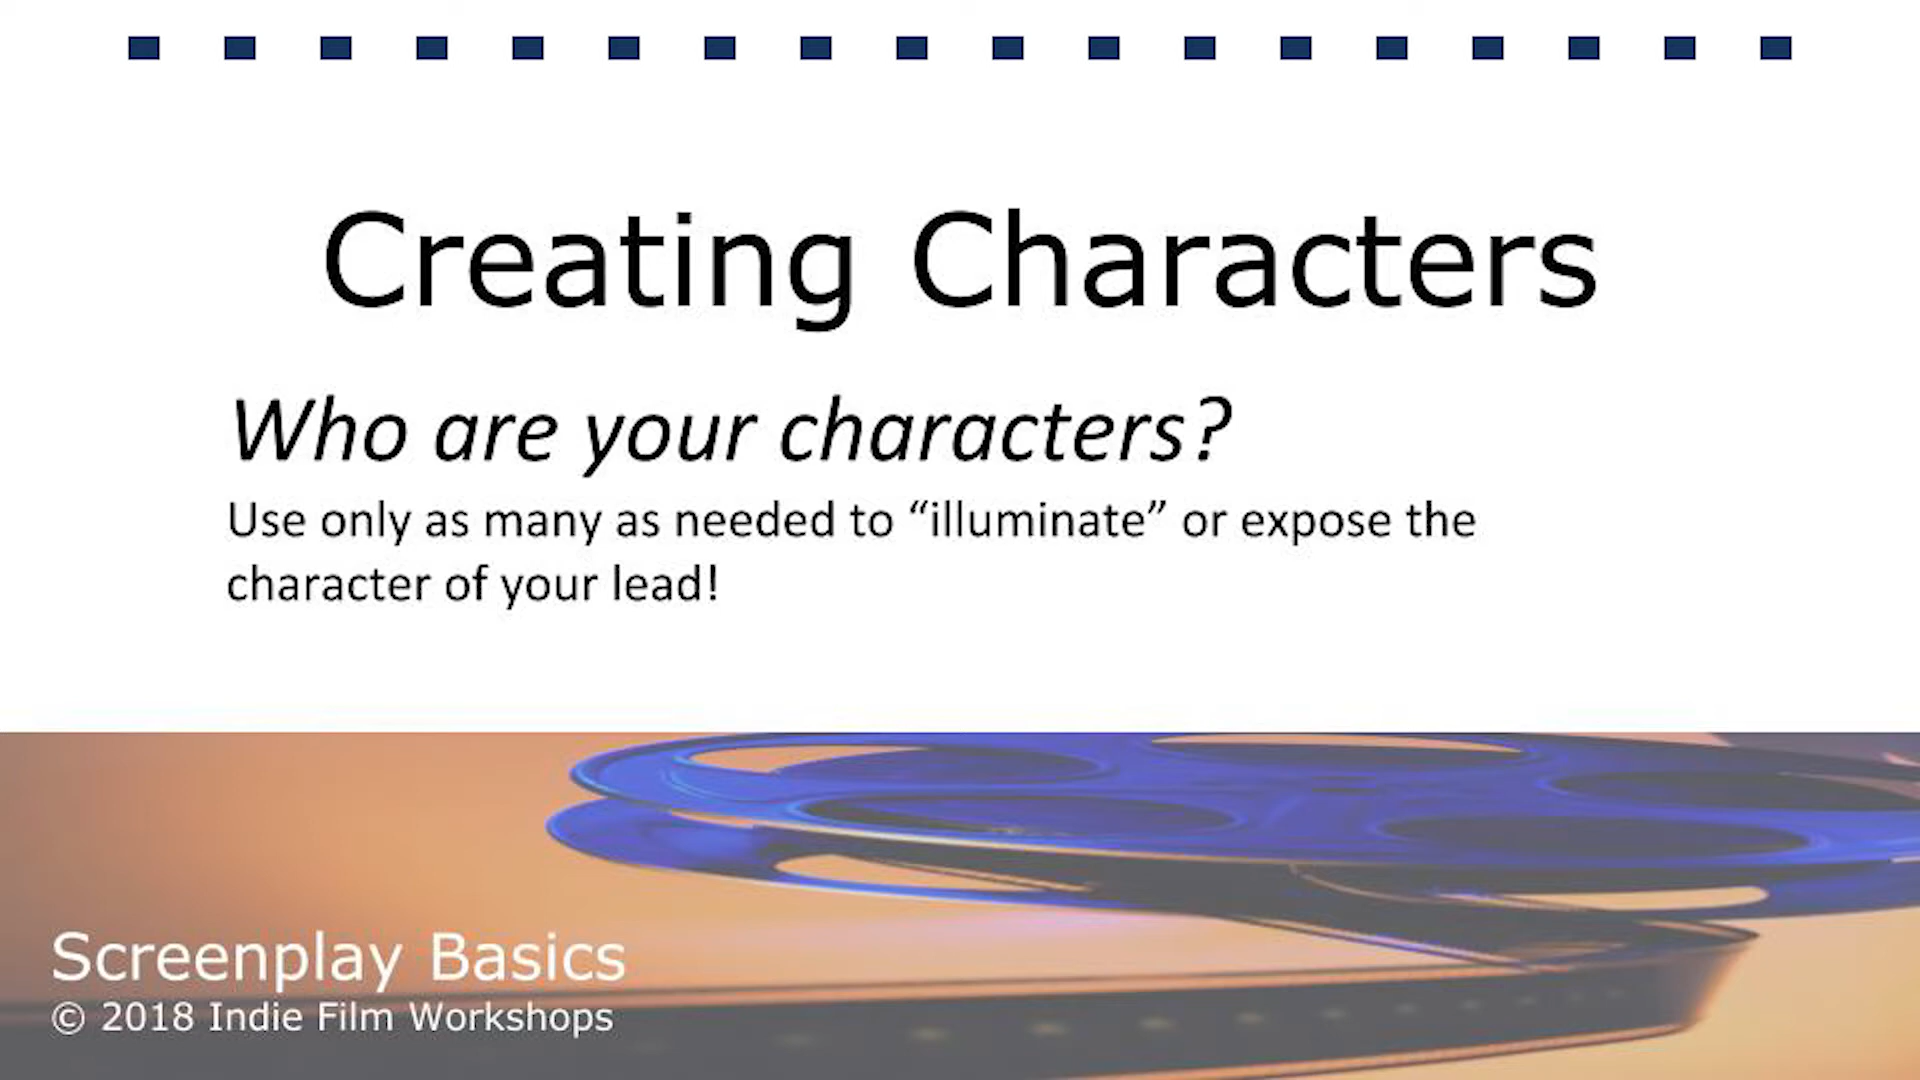 Creating Characters
Who are your characters?
Use only as many as needed to “illuminate” or expose the
character of your lead!
Screenplay Basics
© 2018 Indie Film Workshops